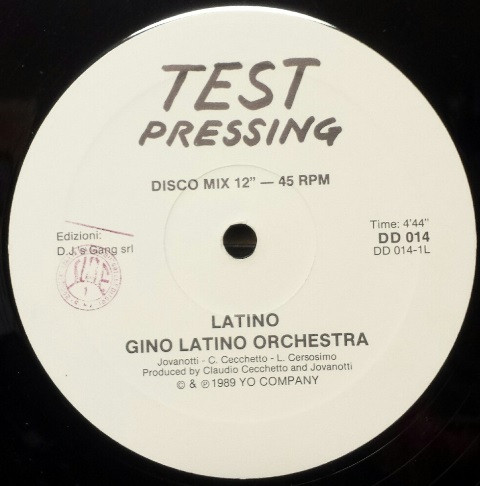 TEST
PRESSING
DISCO MIX 12" — 45 RPM
Edizioni:
D.J.'s Gang srl
Time: 4'44"
DD 014
DD 014-1L
LATINO
GINO LATINO ORCHESTRA
Jovanotti - C. Cecchetto - L. Cersosimo
Produced by Claudio Cecchetto and Jovanotti
© & ℗ 1989 YO COMPANY